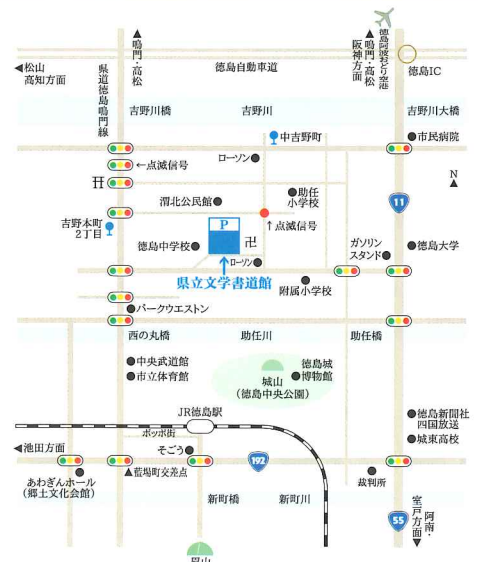 徳島阿波おどり空港
▲鳴門・高松
▲鳴門・高松
阪神方面
◀松山
高知方面
徳島自動車道
徳島IC
県道徳島鳴門線
吉野川橋
吉野川
吉野川大橋
中吉野町
市民病院
ローソン
←点滅信号
N
▲
助任
小学校
渭北公民館
11
P
↑点滅信号
吉野本町
2丁目
徳島中学校
卍
ガソリン
スタンド
徳島大学
ローソン
県立文学書道館
附属小学校
パークウエストン
西の丸橋
助任川
助任橋
中央武道館
市立体育館
城山
(徳島中央公園)
徳島城
博物館
JR徳島駅
ポッポ街
徳島新聞社
四国放送
城東高校
◀池田方面
そごう
192
あわぎんホール
(郷土文化会館)
▲藍場町交差点
裁判所
新町橋
新町川
55
阿南・
室戸方面▼
眉山